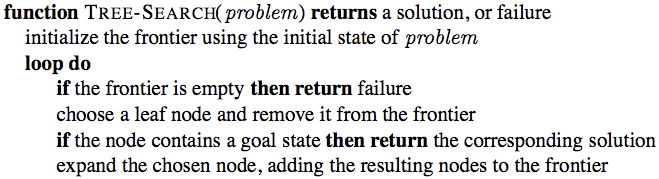 function TREE-SEARCH(problem) returns a solution, or failure
initialize the frontier using the initial state of problem
loop do
if the frontier is empty then return failure
choose a leaf node and remove it from the frontier
if the node contains a goal state then return the corresponding solution
expand the chosen node, adding the resulting nodes to the frontier